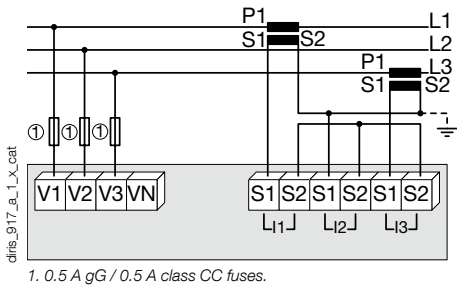 P1 L1
S1 S2 L2
P1 L3
S1 S2
① ① ①
V1 V2 V3 VN S1 S2 S1 S2 S1 S2
I1 I2 I3
diris_917_a_1_x_cat
1. 0.5 A gG / 0.5 A class CC fuses.